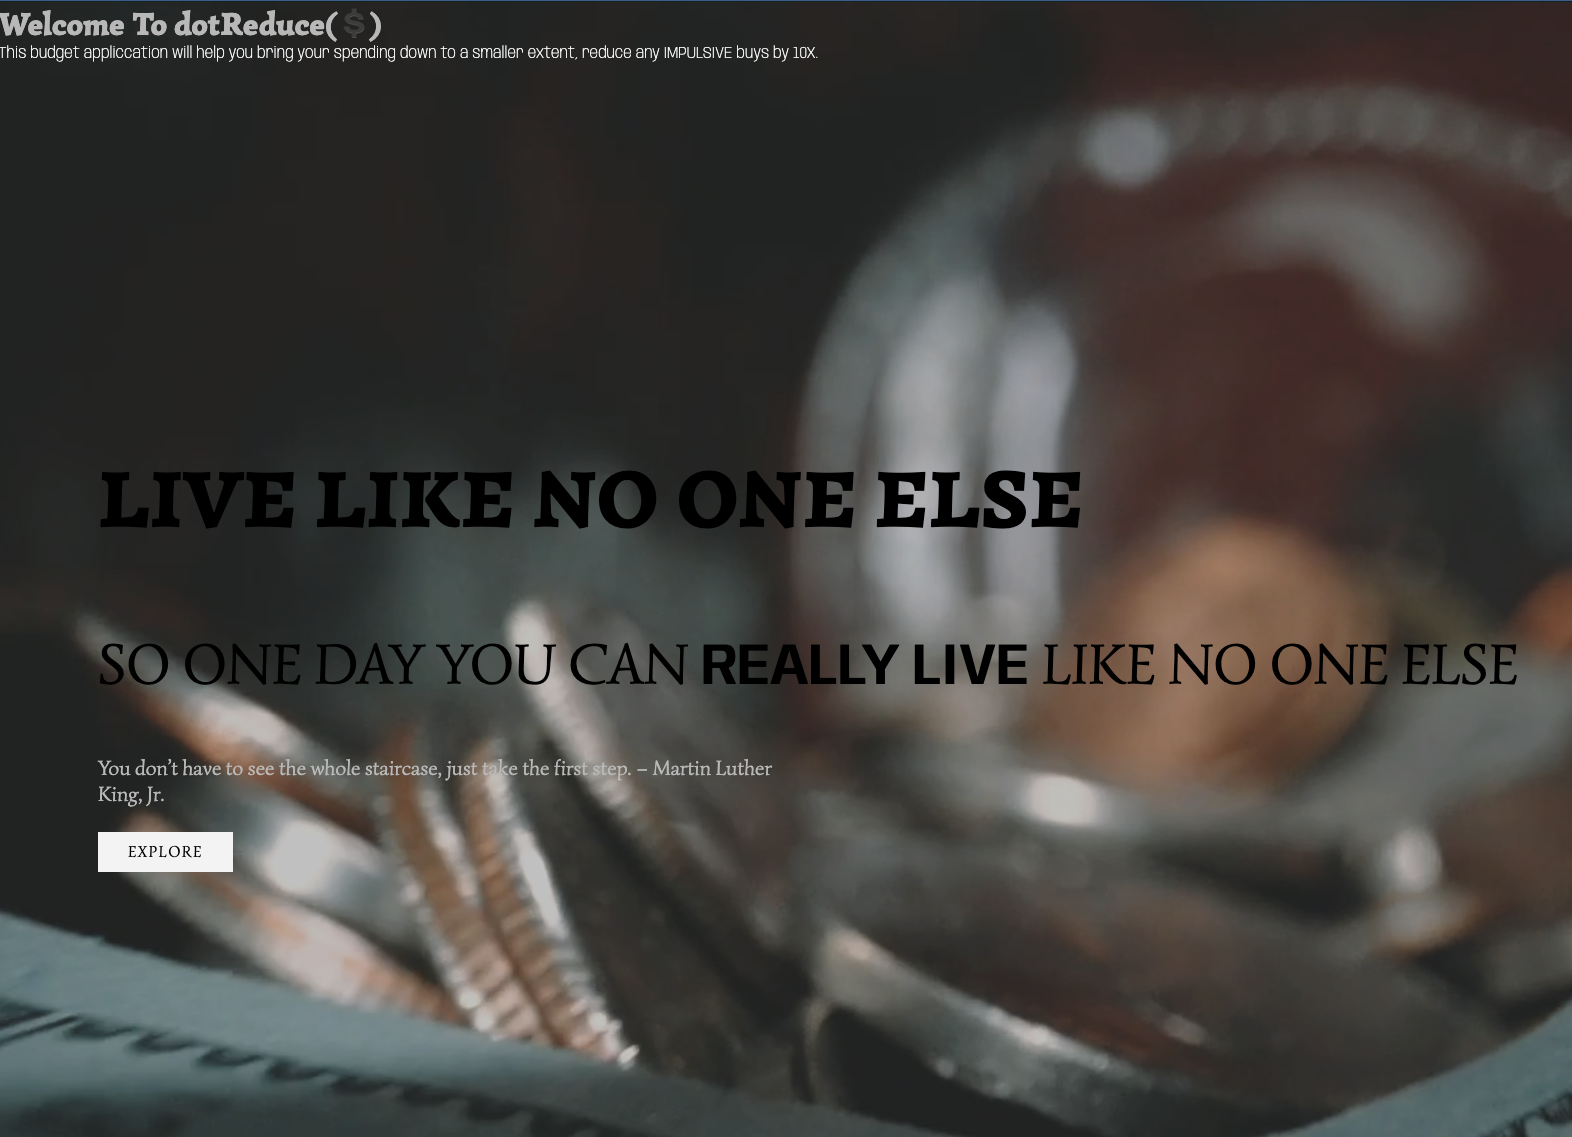 Welcome To dotReduce( $ )
This budget appliccation will help you bring your spending down to a smaller extent, reduce any IMPULSIVE buys by 10X.
LIVE LIKE NO ONE ELSE
SO ONE DAY YOU CAN REALLY LIVE LIKE NO ONE ELSE
You don’t have to see the whole staircase, just take the first step. – Martin Luther
King, Jr.
EXPLORE